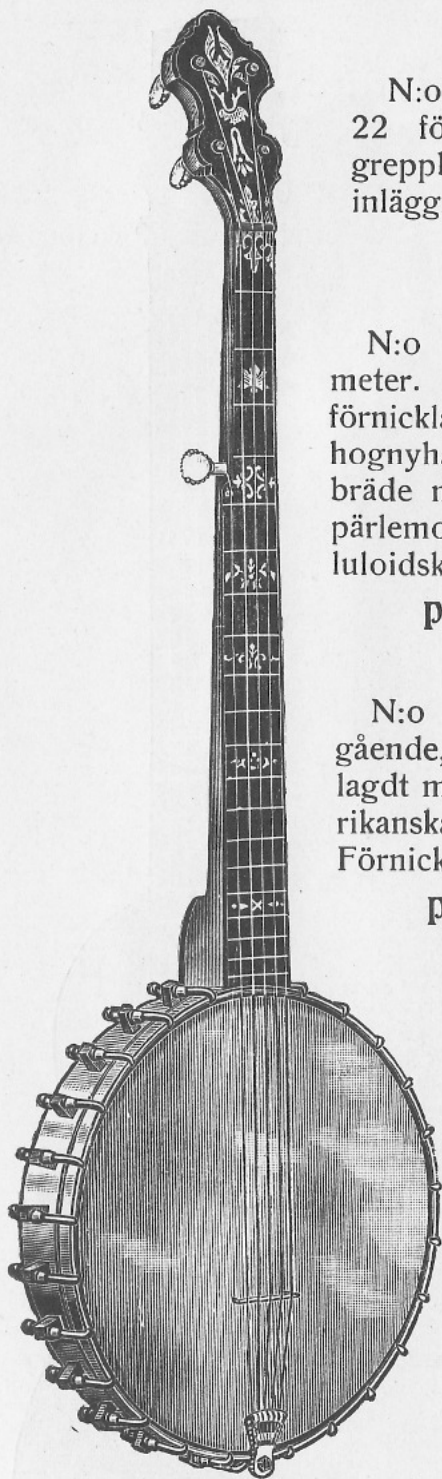 N:o
22 fö
greppl
inlägg
N:o
meter.
förnickla
hognyh.
bräde n
pärlemo
luloidsk
p
N:o
gående,
lagdt m
rikanska
Förnick
p